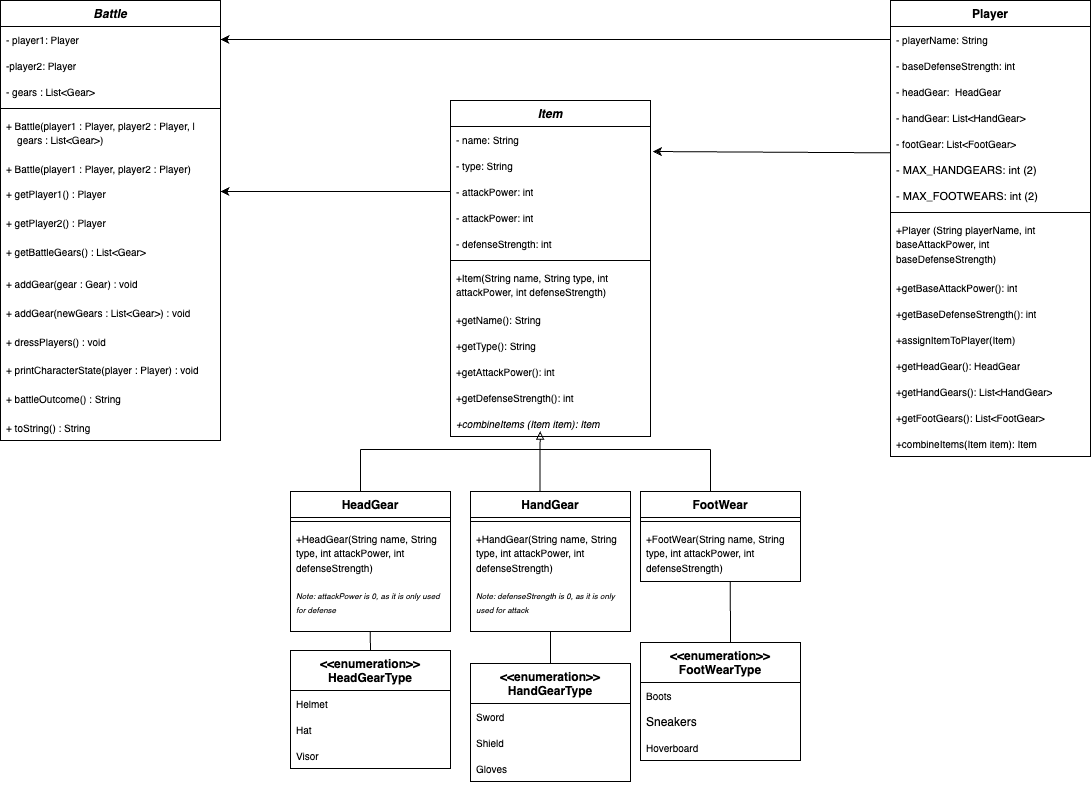 Battle
- player1: Player
-player2: Player
- gears : List<Gear>
+ Battle(player1 : Player, player2 : Player, l
gears : List<Gear>)
+ Battle(player1 : Player, player2 : Player)
+ getPlayer1() : Player
+ getPlayer2() : Player
+ getBattleGears() : List<Gear>
+ addGear(gear : Gear) : void
+ addGear(newGears : List<Gear>) : void
+ dressPlayers() : void
+ printCharacterState(player : Player) : void
+ battleOutcome() : String
+ toString() : String
Item
- name: String
- type: String
- attackPower: int
- attackPower: int
- defenseStrength: int
+Item(String name, String type, int
attackPower, int defenseStrength)
+getName(): String
+getType(): String
+getAttackPower(): int
+getDefenseStrength(): int
+combineItems (Item item): Item
Player
- playerName: String
- baseDefenseStrength: int
- headGear:  HeadGear
- handGear: List<HandGear>
- footGear: List<FootGear>
- MAX_HANDGEARS: int (2)
- MAX_FOOTWEARS: int (2)
+Player (String playerName, int
baseAttackPower, int
baseDefenseStrength)
+getBaseAttackPower(): int
+getBaseDefenseStrength(): int
+assignItemToPlayer(Item)
+getHeadGear(): HeadGear
+getHandGears(): List<HandGear>
+getFootGears(): List<FootGear>
+combineItems(Item item): Item
HeadGear
+HeadGear(String name, String
type, int attackPower, int
defenseStrength)
Note: attackPower is 0, as it is only used
for defense
HandGear
+HandGear(String name, String
type, int attackPower, int
defenseStrength)
Note: defenseStrength is 0, as it is only
used for attack
FootWear
+FootWear(String name, String
type, int attackPower, int
defenseStrength)
<<enumeration>>
HeadGearType
Helmet
Hat
Visor
<<enumeration>>
HandGearType
Sword
Shield
Gloves
<<enumeration>>
FootWearType
Boots
Sneakers
Hoverboard